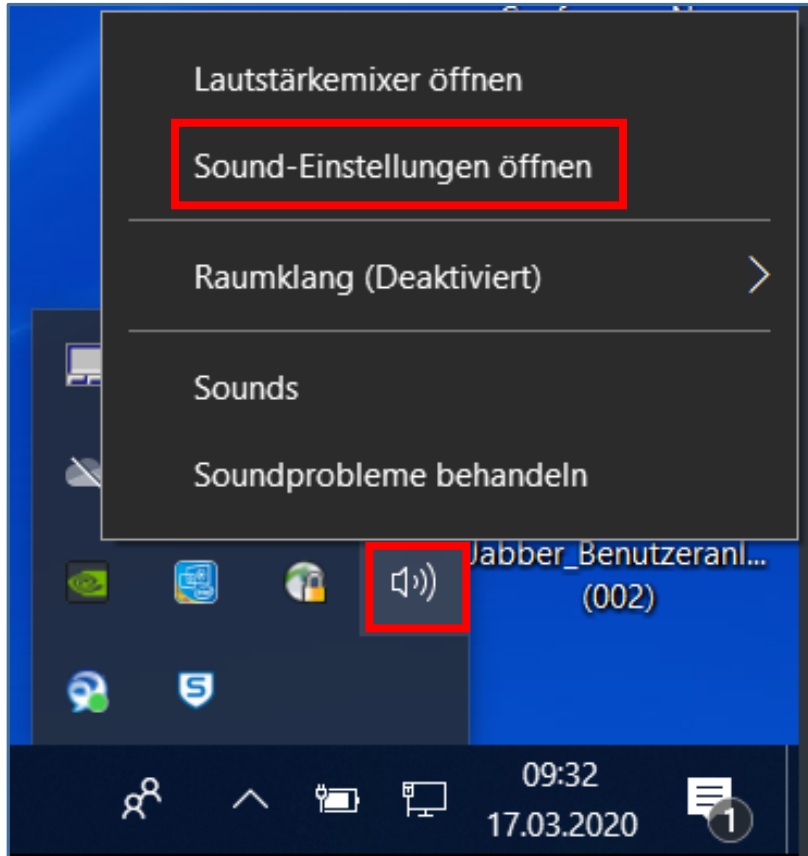 Lautstärkemixer öffnen
Sound-Einstellungen öffnen
Raumklang (Deaktiviert)
Sounds
Soundprobleme behandeln
Jabber_Benutzeranl...
(002)
S
09:32
17.03.2020
1